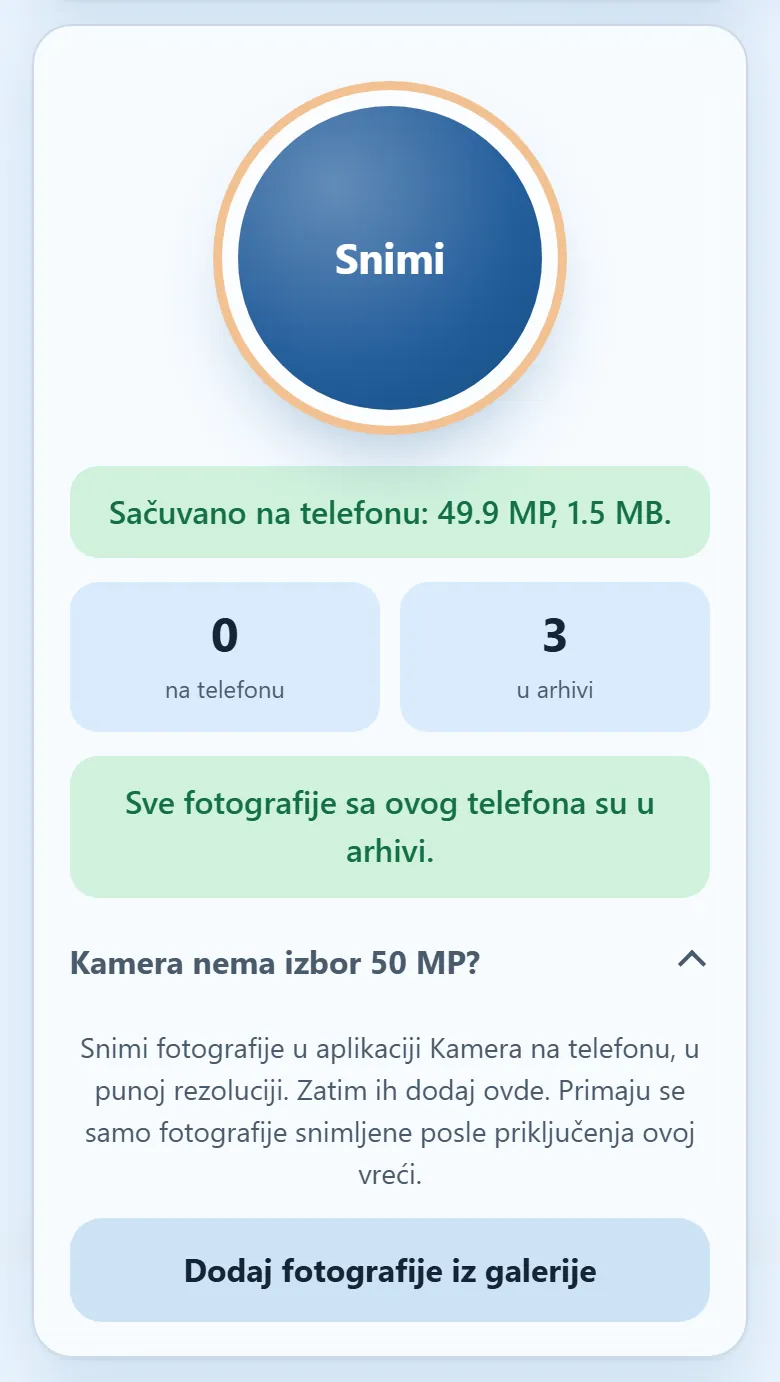 Snimi
Sačuvano na telefonu: 49.9 MP, 1.5 MB.
0
na telefonu
3
u arhivi
Sve fotografije sa ovog telefona su u
arhivi.
Kamera nema izbor 50 MP?
Snimi fotografije u aplikaciji Kamera na telefonu, u
punoj rezoluciji. Zatim ih dodaj ovde. Primaju se
samo fotografije snimljene posle priključenja ovoj
vreći.
Dodaj fotografije iz galerije